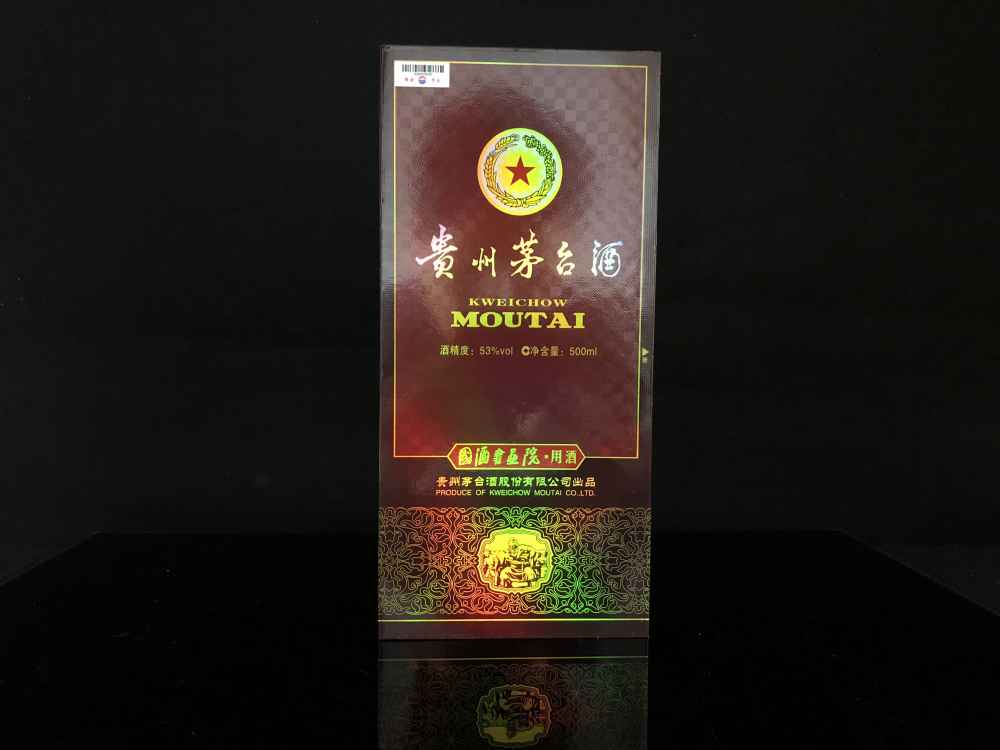 貴州茅台酒
KWEICHOW
MOUTAI
酒精度：53%vol 净含量：500ml
國酒書画院·用酒
贵州茅台酒股份有限公司出品
PRODUCE OF KWEICHOW MOUTAI CO.,LTD.